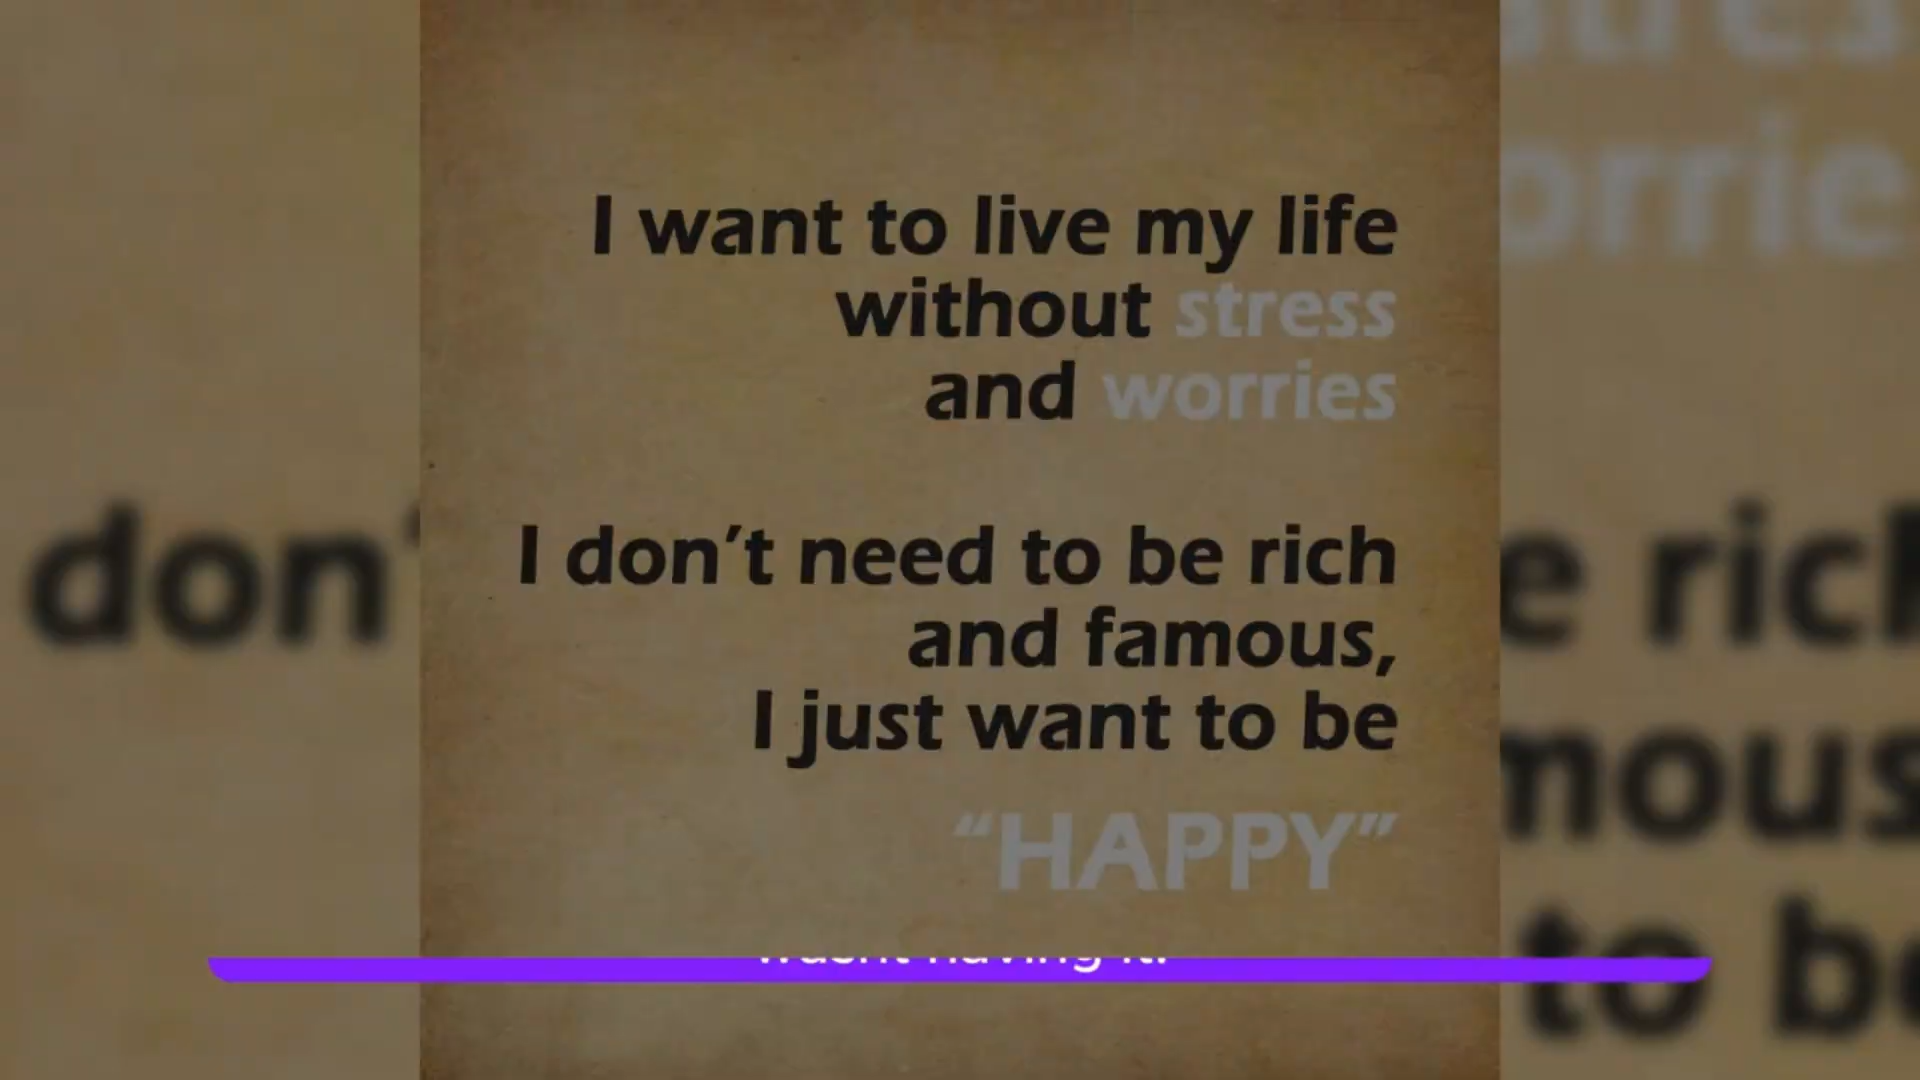 I want to live my life
without stress
and worries
I don't need to be rich
and famous,
I just want to be
"HAPPY"